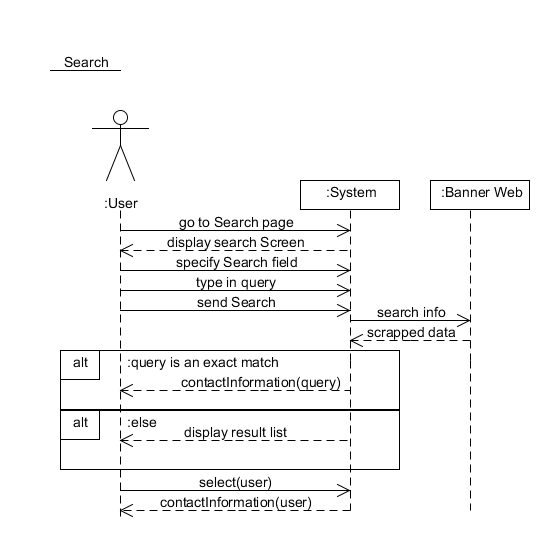 Search
:User
:System
:Banner Web
go to Search page
display search Screen
specify Search field
type in query
send Search
search info
scrapped data
alt
:query is an exact match
contactInformation(query)
alt
:else
display result list
select(user)
contactInformation(user)